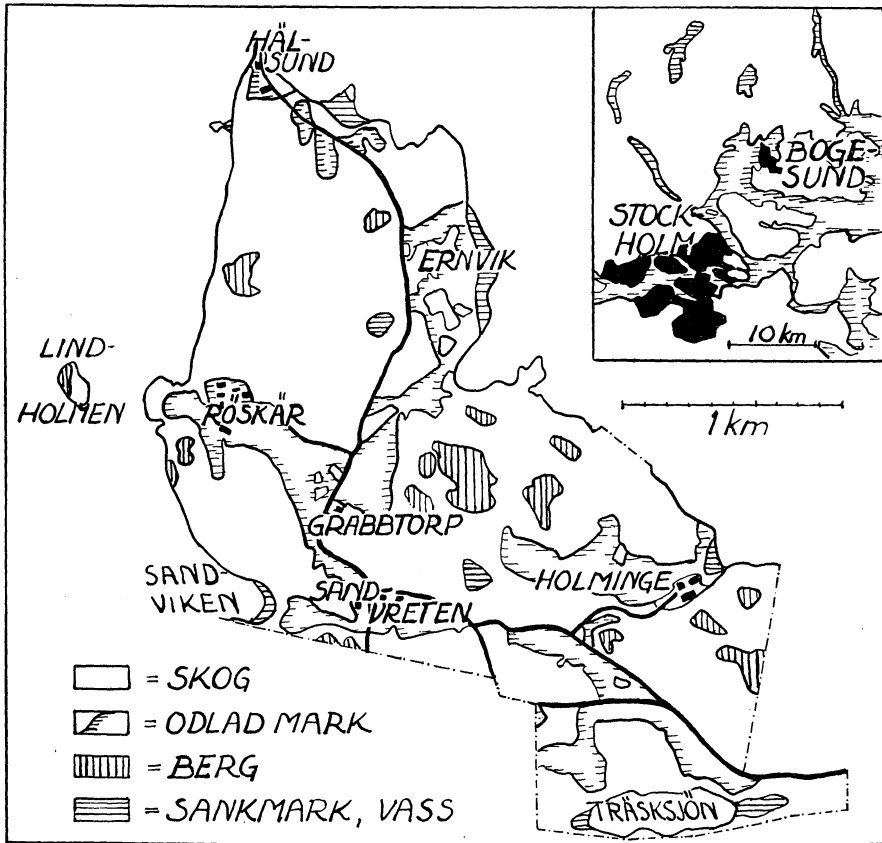 HÄL-
SUND
BOGE-
SUND
STOCK-
HOLM
10 km
ERNVIK
LIND-
HOLMEN
RÖSKÄR
1 km
GRABBTORP
SAND-
VIKEN
SAND
VRETEN
HOLMINGE
= SKOG
= ODLAD MARK
= BERG
= SANKMARK, VASS
TRÄSKSJÖN